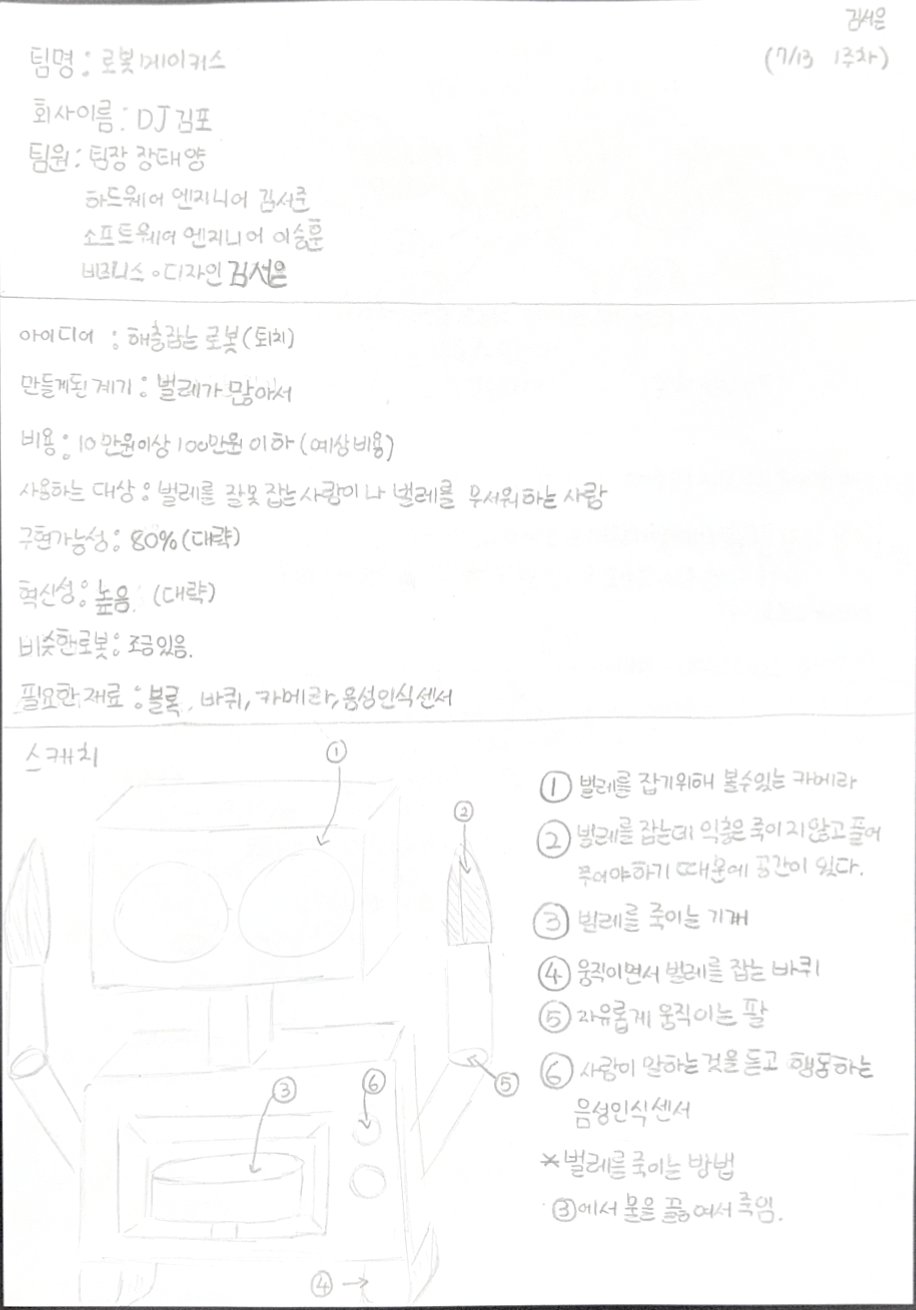 김서은
(7/13 1주차)
팀명 : 로봇메이커스
회사이름 : DJ김포
팀원 : 팀장 장태양
하드웨어 엔지니어 김서준
소프트웨어 엔지니어 이승훈
비즈니스·디자인 김서은
아이디어 : 해충잡는 로봇(퇴치)
만들게된 계기 : 벌레가 많아서
비용 : 10만원이상 100만원 이하 (예상비용)
사용하는 대상 : 벌레를 잘못 잡는사람이나 벌레를 무서워하는 사람
구현가능성 : 80% (대략)
혁신성 : 높음. (대략)
비슷한로봇 : 조금있음.
필요한재료 : 블록, 바퀴, 카메라, 음성인식센서
스캐치
①
②
③
⑥
⑤
④
① 벌레를 잡기위해 볼수있는 카메라
② 벌레를 잡는데 익충은 죽이지않고 풀어
주어야하기 때문에 공간이 있다.
③ 벌레를 죽이는 기계
④ 움직이면서 벌레를 잡는 바퀴
⑤ 자유롭게 움직이는 팔
⑥ 사람이 말하는 것을 듣고 행동하는
음성인식센서
*벌레를 죽이는 방법
③에서 물을 끓여서 죽임.